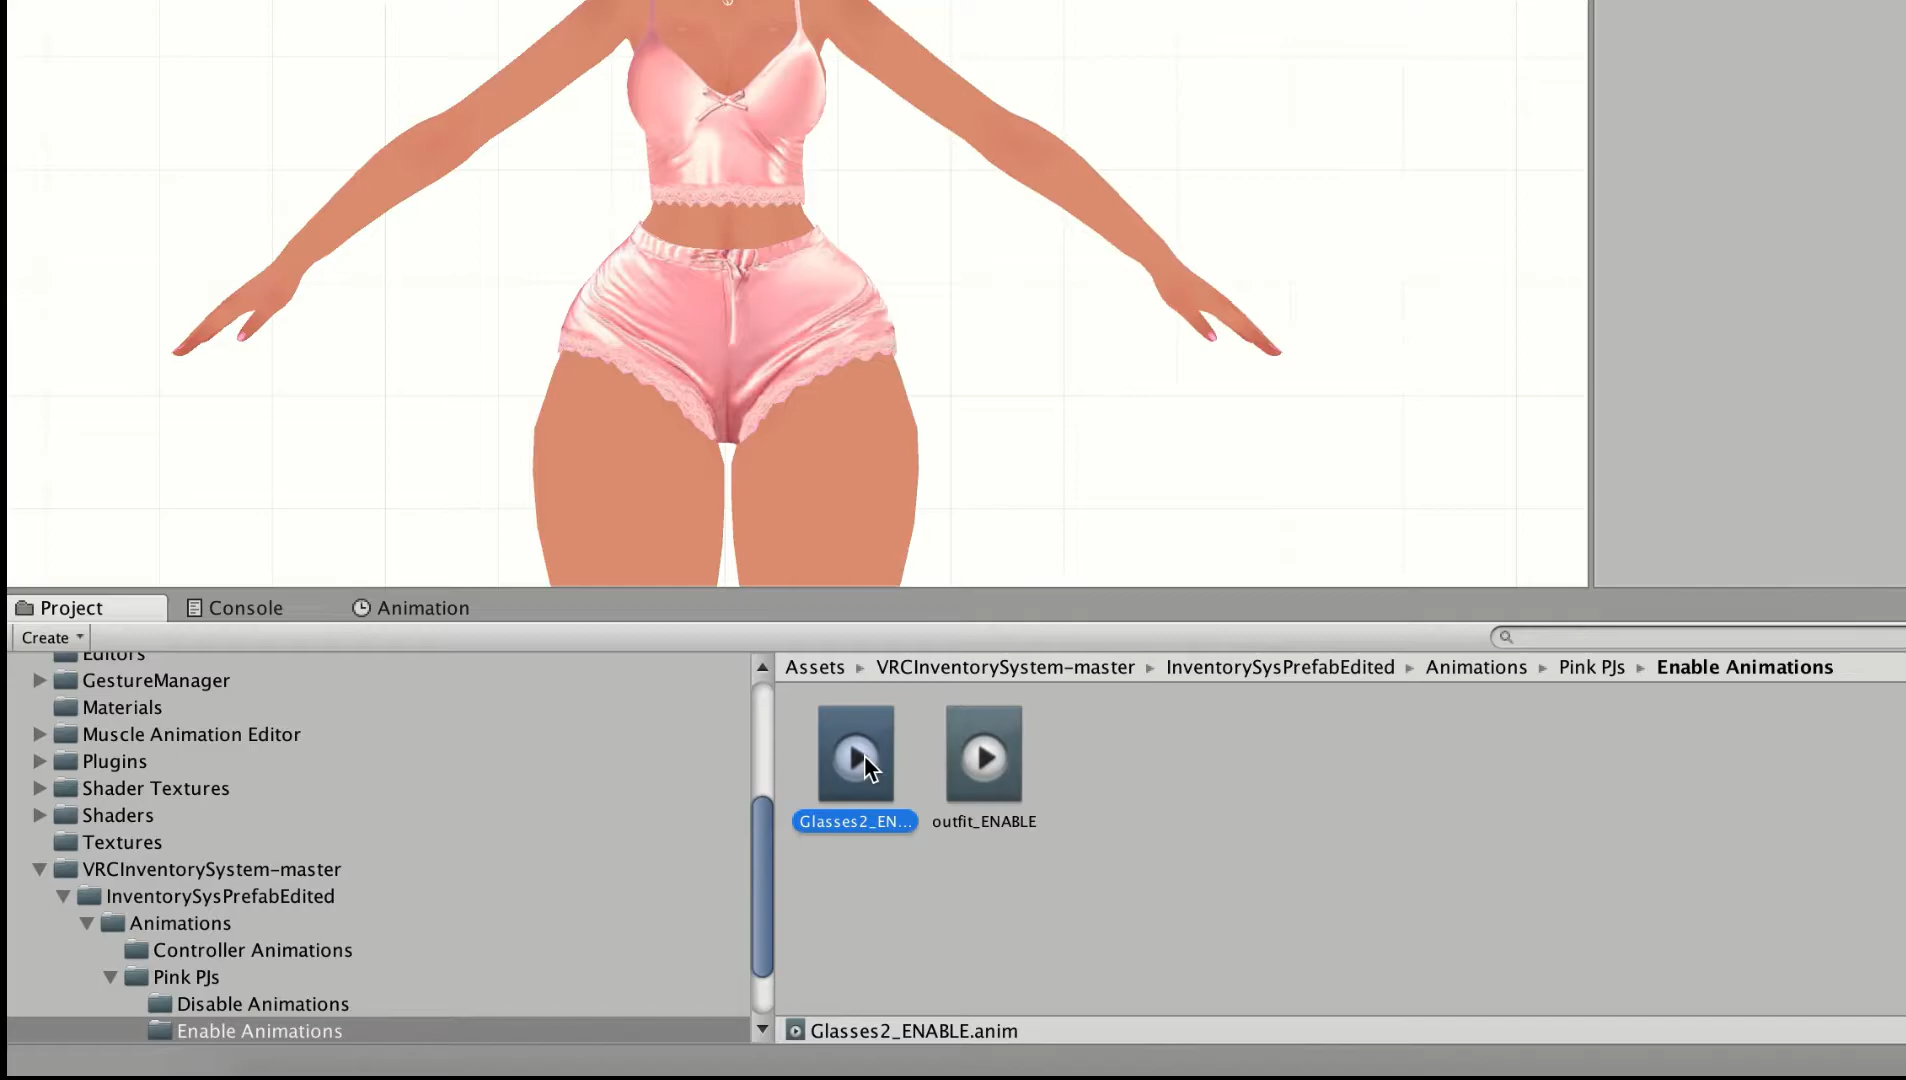 Project
Console
Animation
Create
Editors
GestureManager
Materials
Muscle Animation Editor
Plugins
Shader Textures
Shaders
Textures
VRCInventorySystem-master
InventorySysPrefabEdited
Animations
Controller Animations
Pink PJs
Disable Animations
Enable Animations
Assets VRCInventorySystem-master InventorySysPrefabEdited Animations Pink PJs Enable Animations
Glasses2_EN...
outfit_ENABLE
Glasses2_ENABLE.anim